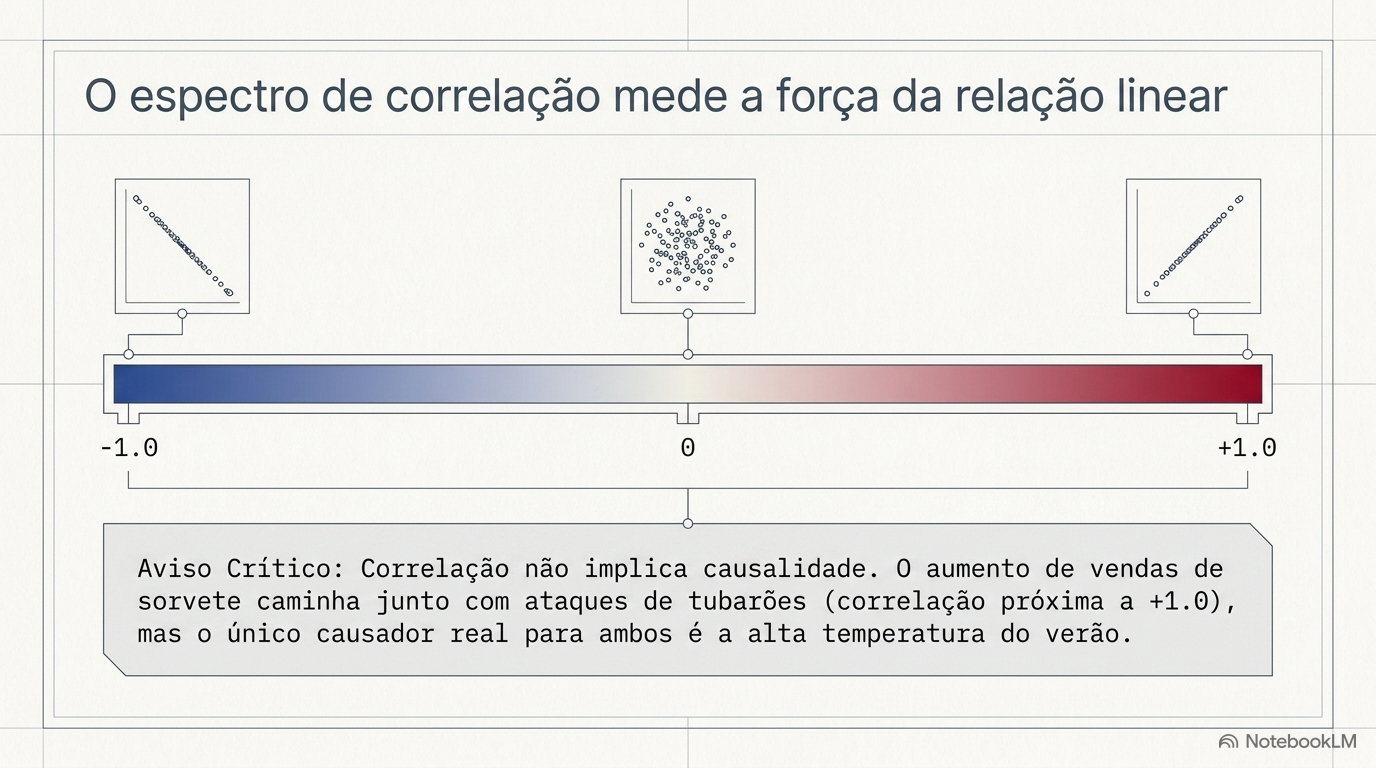 O espectro de correlação mede a força da relação linear
-1.0
0
+1.0
Aviso Crítico: Correlação não implica causalidade. O aumento de vendas de
sorvete caminha junto com ataques de tubarões (correlação próxima a +1.0),
mas o único causador real para ambos é a alta temperatura do verão.
NotebookLM